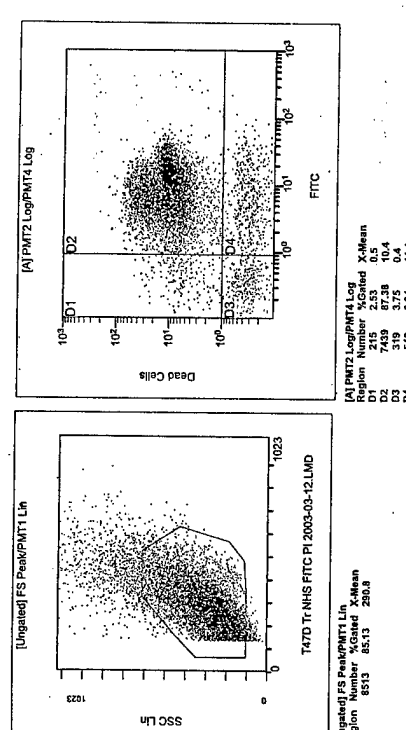 [Ungated] FS Peak/PMT1 Lin
1023
SSC Lin
0
0
1023
T47D Tr NHS FITC PI 2003-03-12.LMD
gated] FS Peak/PMT1 Lin
gion Number %Gated X-Mean
8513 85.13 290.8
[A] PMT2 Log/PMT4 Log
D1
D2
D3
D4
10³
10²
10¹
10⁰
Dead Cells
10⁰
10¹
10²
10³
FITC
[A] PMT2 Log/PMT4 Log
Region Number %Gated X-Mean
D1 215 2.53 0.5
D2 7439 87.38 10.4
D3 319 3.75 0.4
D4